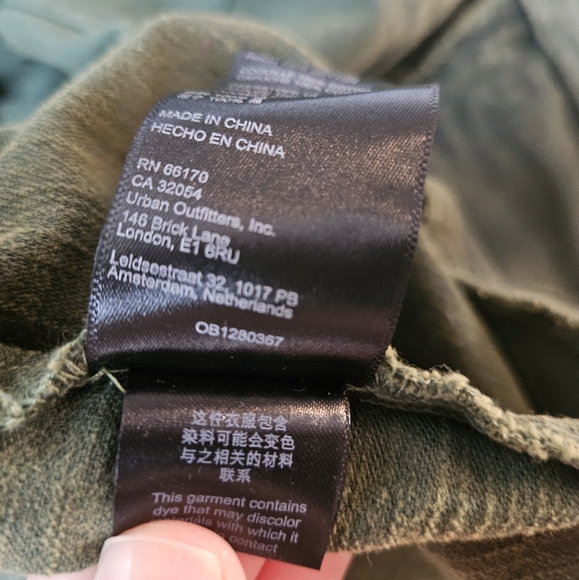 MADE IN CHINA
HECHO EN CHINA
RN 66170
CA 32054
Urban Outfitters, Inc.
146 Brick Lane
London, E1 6RU
Leidsestraat 32, 1017 PB
Amsterdam, Netherlands
OB1280367
这件衣服包含
染料可能会变色
与之相关的材料
联系
This garment contains
dye that may discolor
materials with which it
contact